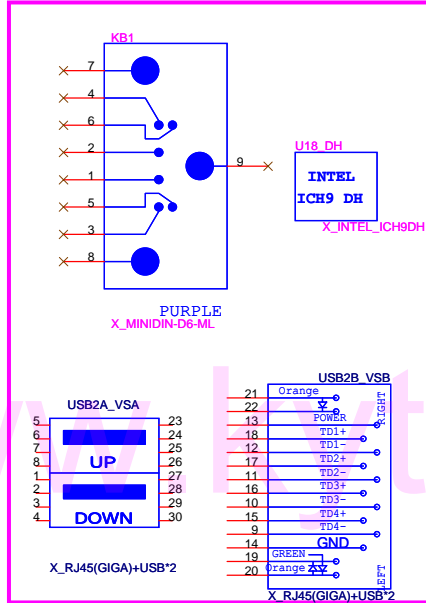 KB1
7
4
6
2
1
5
3
8
9
PURPLE
X_MINIDIN-D6-ML
U18_DH
INTEL
ICH9 DH
X_INTEL_ICH9DH
USB2A_VSA
5
6
7
8
1
2
3
4
UP
DOWN
23
24
25
26
27
28
29
30
X_RJ45(GIGA)+USB*2
USB2B_VSB
21 Orange
22
13 POWER
18 TD1+
12 TD1-
17 TD2+
11 TD2-
16 TD3+
10 TD3-
15 TD4+
9 TD4-
14 GND
19 GREEN
20 Orange
RIGHT
LEFT
X_RJ45(GIGA)+USB*2
w.kyt